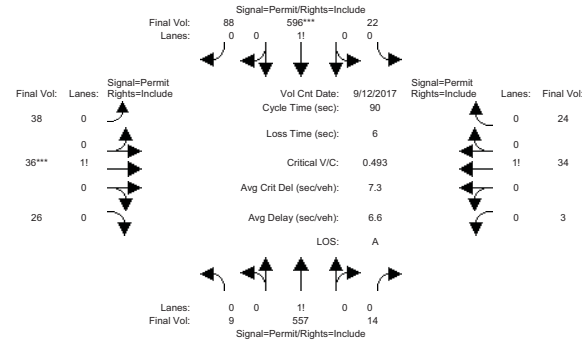 Signal=Permit/Rights=Include
Final Vol: 88 596*** 22
Lanes: 0 0 1! 0 0
Signal=Permit
Final Vol: Lanes: Rights=Include
Vol Cnt Date: 9/12/2017
Signal=Permit
Rights=Include Lanes: Final Vol:
Cycle Time (sec): 90
38 0
0 24
Loss Time (sec): 6
0
0
36*** 1!
Critical V/C: 0.493
1! 34
0
Avg Crit Del (sec/veh): 7.3
0
26 0
Avg Delay (sec/veh): 6.6
0 3
LOS: A
Lanes: 0 0 1! 0 0
Final Vol: 9 557 14
Signal=Permit/Rights=Include